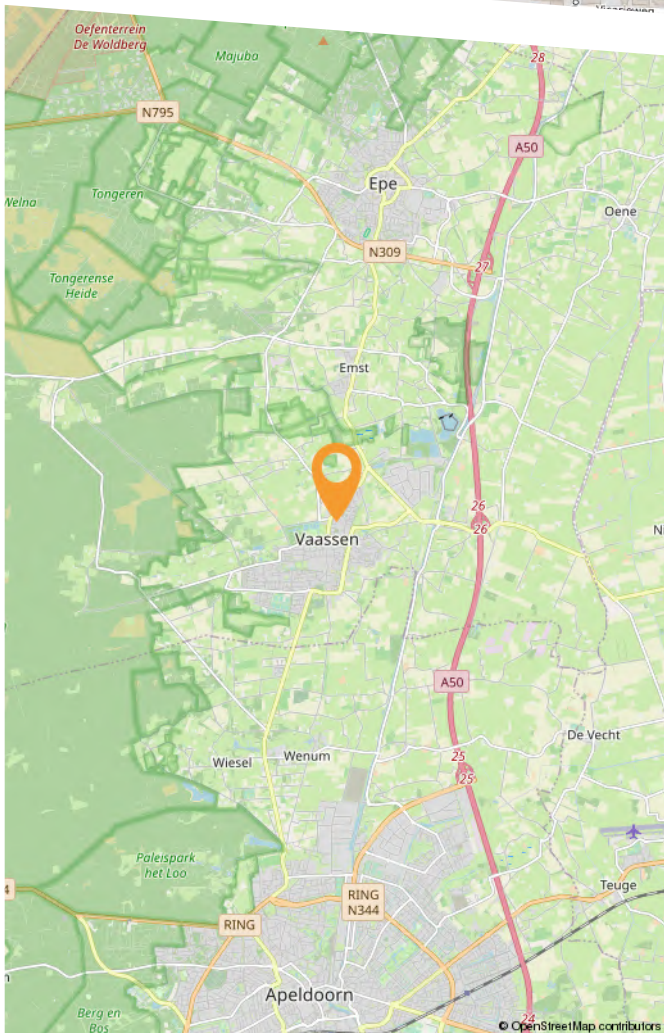 Oefenterrein
De Woldberg
Majuba
28
N795
A50
Epe
Tongeren
Welna
Oene
N309
27
Tongerense
Heide
Emst
26
26
Vaassen
A50
De Vecht
Wiesel
Wenum
25
25
Paleispark
het Loo
Teuge
4
RING
N344
RING
Apeldoorn
Berg en
Bos
24
© OpenStreetMap contributors